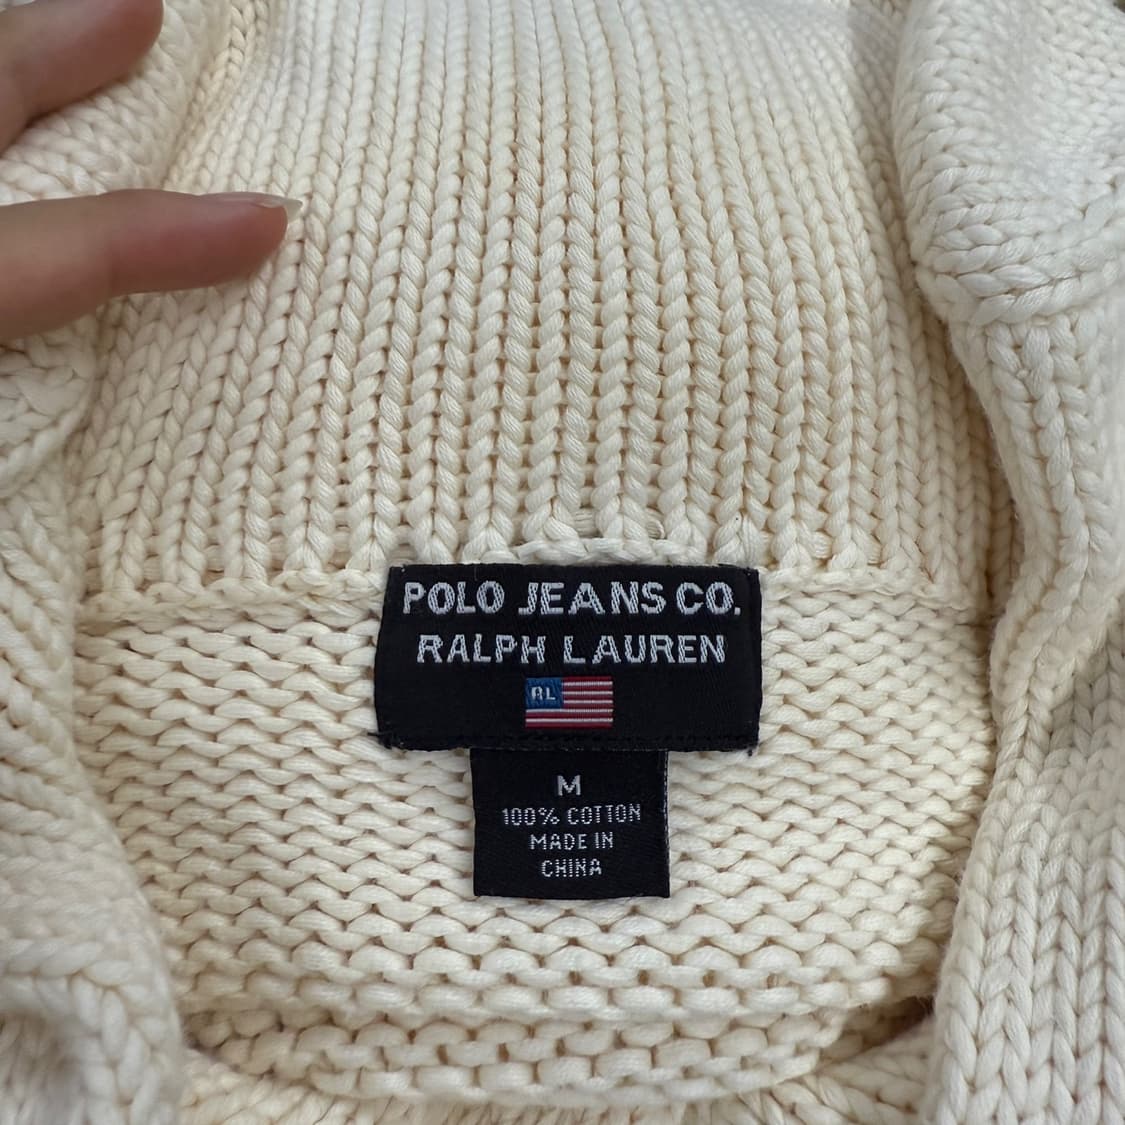 POLO JEANS CO.
RALPH LAUREN
RL
M
100% COTTON
MADE IN
CHINA